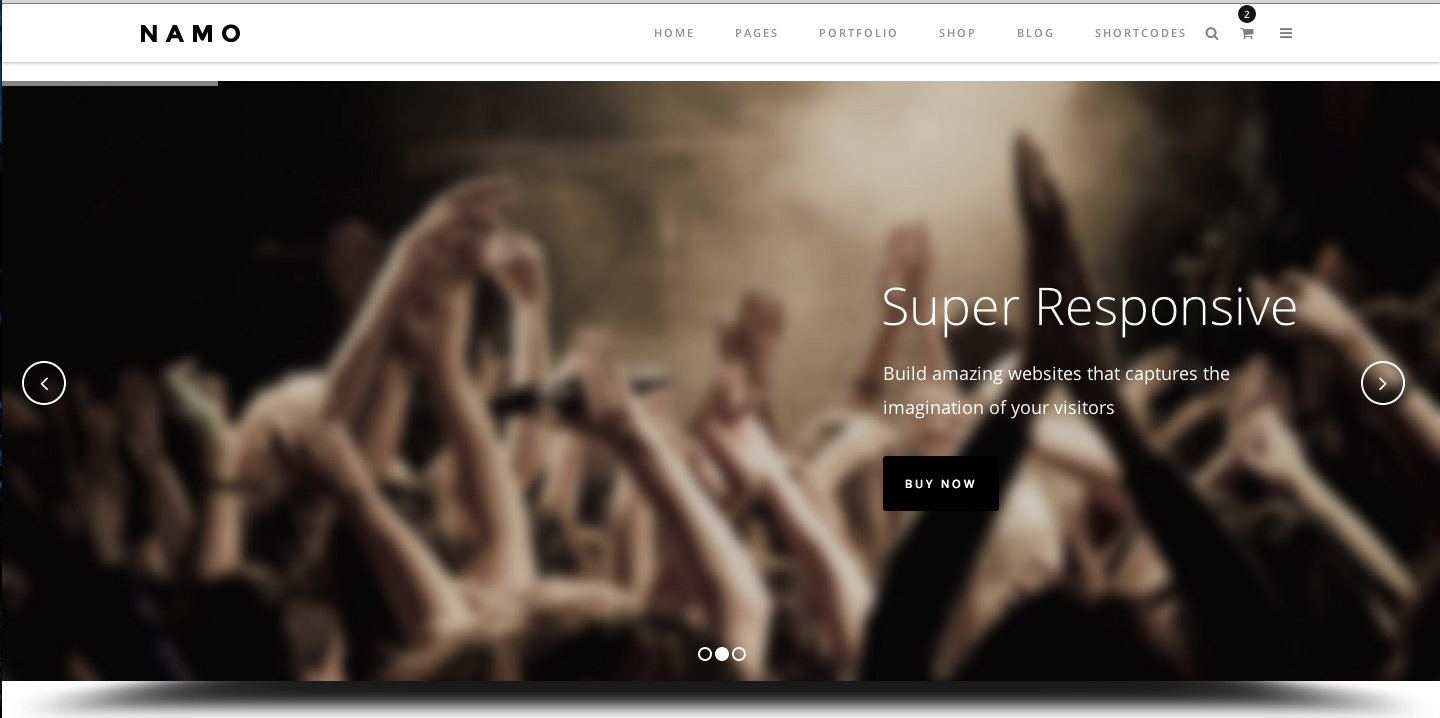 NAMO
HOME PAGES PORTFOLIO SHOP BLOG SHORTCODES 2
Super Responsive
Build amazing websites that captures the
imagination of your visitors
BUY NOW